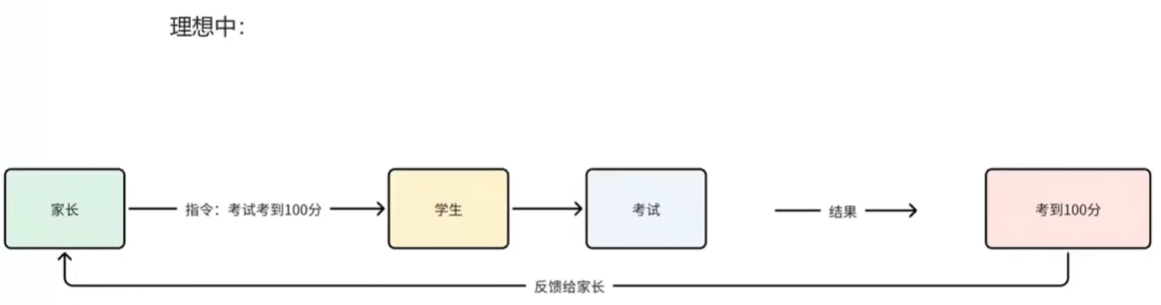 理想中：
家长
指令：考试考到100分
学生
考试
结果
考到100分
反馈给家长